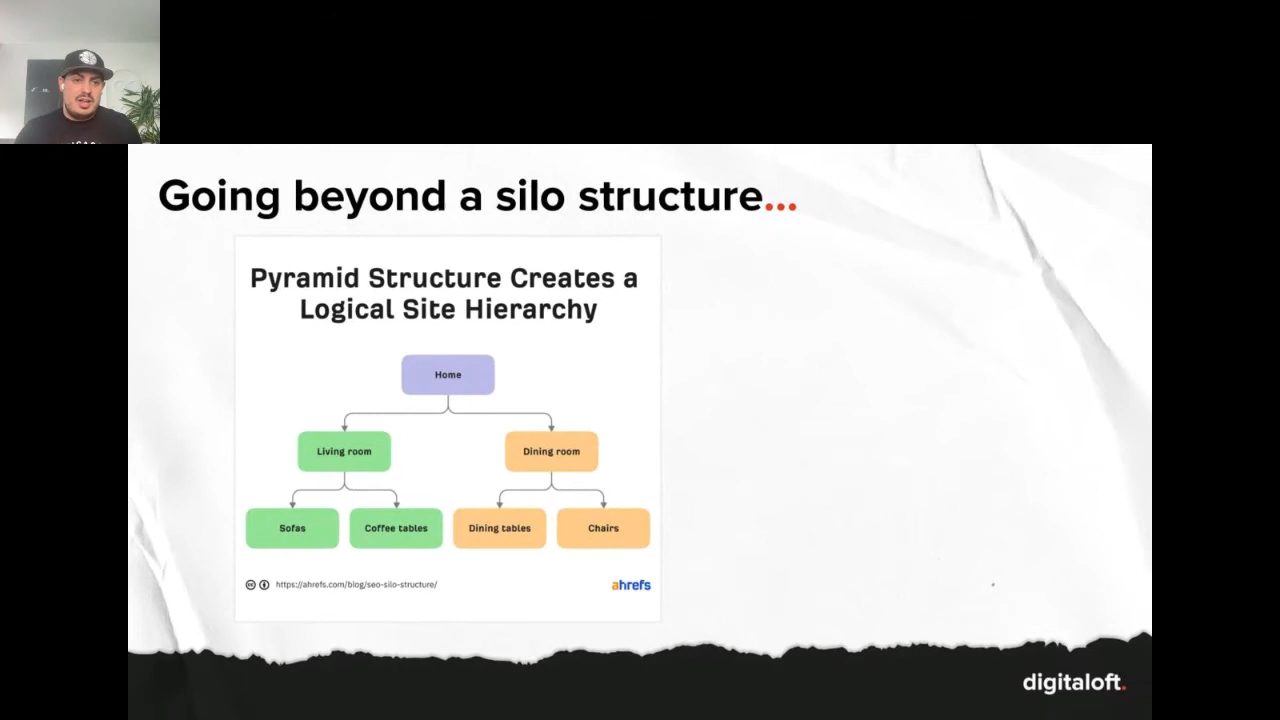 Going beyond a silo structure...
Pyramid Structure Creates a
Logical Site Hierarchy
Home
Living room
Dining room
Sofas
Coffee tables
Dining tables
Chairs
https://ahrefs.com/blog/seo-silo-structure/
ahrefs
digitaloft.